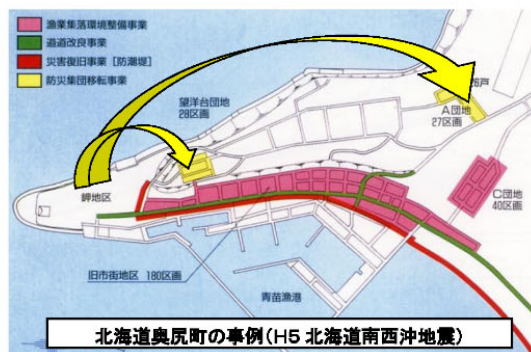 漁業集落環境整備事業
道道改良事業
災害復旧事業［防潮堤］
防災集団移転事業
望洋台団地
28区画
A団地
27区画
岬地区
C団地
40区画
旧市街地区 180区画
青苗漁港
北海道奥尻町の事例(H5 北海道南西沖地震)